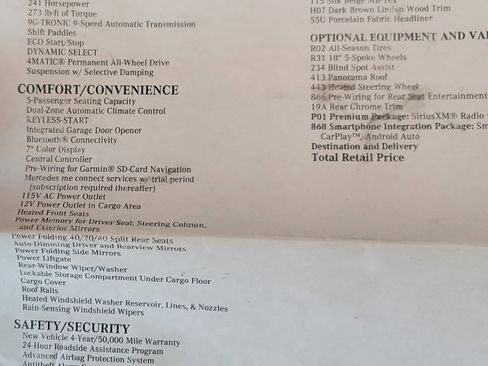 241 Horsepower
273 lb-ft of Torque
9G-TRONIC 9-Speed Automatic Transmission
Shift Paddles
ECO Start/Stop
DYNAMIC SELECT
4MATIC® Permanent All-Wheel Drive
Suspension w/ Selective Damping
COMFORT/CONVENIENCE
5-Passenger Seating Capacity
Dual-Zone Automatic Climate Control
KEYLESS-START
Integrated Garage Door Opener
Bluetooth® Connectivity
7" Color Display
Central Controller
Pre-Wiring for Garmin® SD-Card Navigation
Mercedes me connect services w/ trial period
(subscription required thereafter)
115V AC Power Outlet
12V Power Outlet in Cargo Area
Heated Front Seats
Power Memory for Driver Seat, Steering Column,
and Exterior Mirrors
Power Folding 40/20/40 Split Rear Seats
Auto Dimming Driver and Rearview Mirrors
Power Folding Side Mirrors
Power Liftgate
Rear-Window Wiper/Washer
Lockable Storage Compartment Under Cargo Floor
Cargo Cover
Roof Rails
Heated Windshield Washer Reservoir, Lines, & Nozzles
Rain-Sensing Windshield Wipers
SAFETY/SECURITY
New Vehicle 4-Year/50,000 Mile Warranty
24-Hour Roadside Assistance Program
Advanced Airbag Protection System
115 Silk Beige MB-Tex
H07 Dark Brown Linden Wood Trim
55U Porcelain Fabric Headliner
OPTIONAL EQUIPMENT AND
R02 All-Season Tires
R31 18" 5-Spoke Wheels
234 Blind Spot Assist
413 Panorama Roof
443 Heated Steering Wheel
866 Pre-Wiring for Rear Seat Entertainment
19A Rear Chrome Trim
P01 Premium Package: SiriusXM® Radio
868 Smartphone Integration Package:
CarPlay™, Android Auto
Destination and Delivery
Total Retail Price